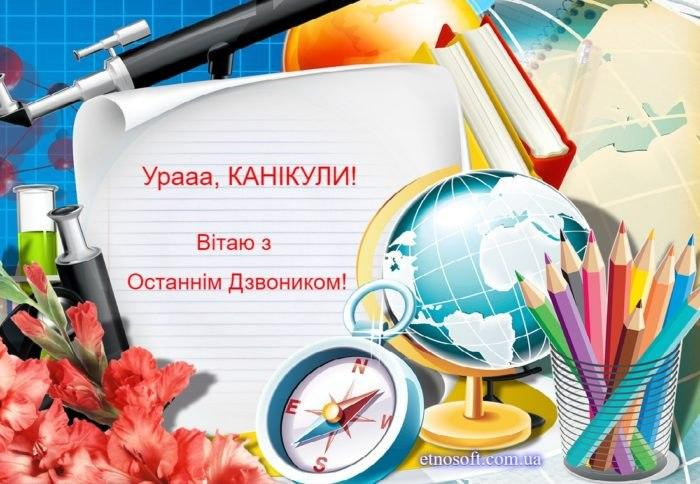 Урааа, КАНІКУЛИ!
Вітаю з
Останнім Дзвоником!
N
E
S
etnosoft.com.ua